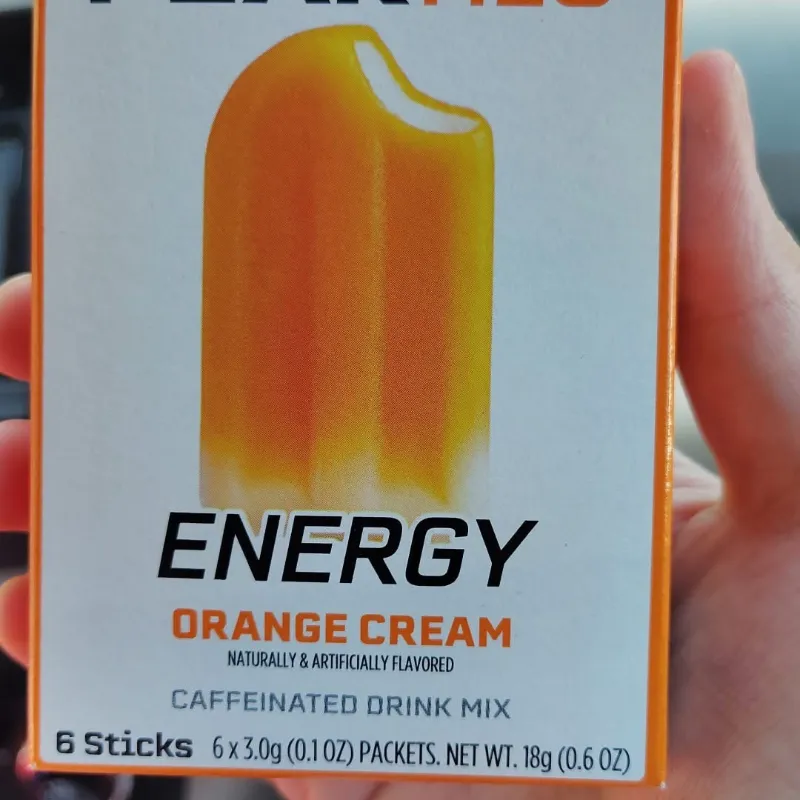 ENERGY
ORANGE CREAM
NATURALLY & ARTIFICIALLY FLAVORED
CAFFEINATED DRINK MIX
6 Sticks 6 x 3.0g (0.1 OZ) PACKETS. NET WT. 18g (0.6 OZ)